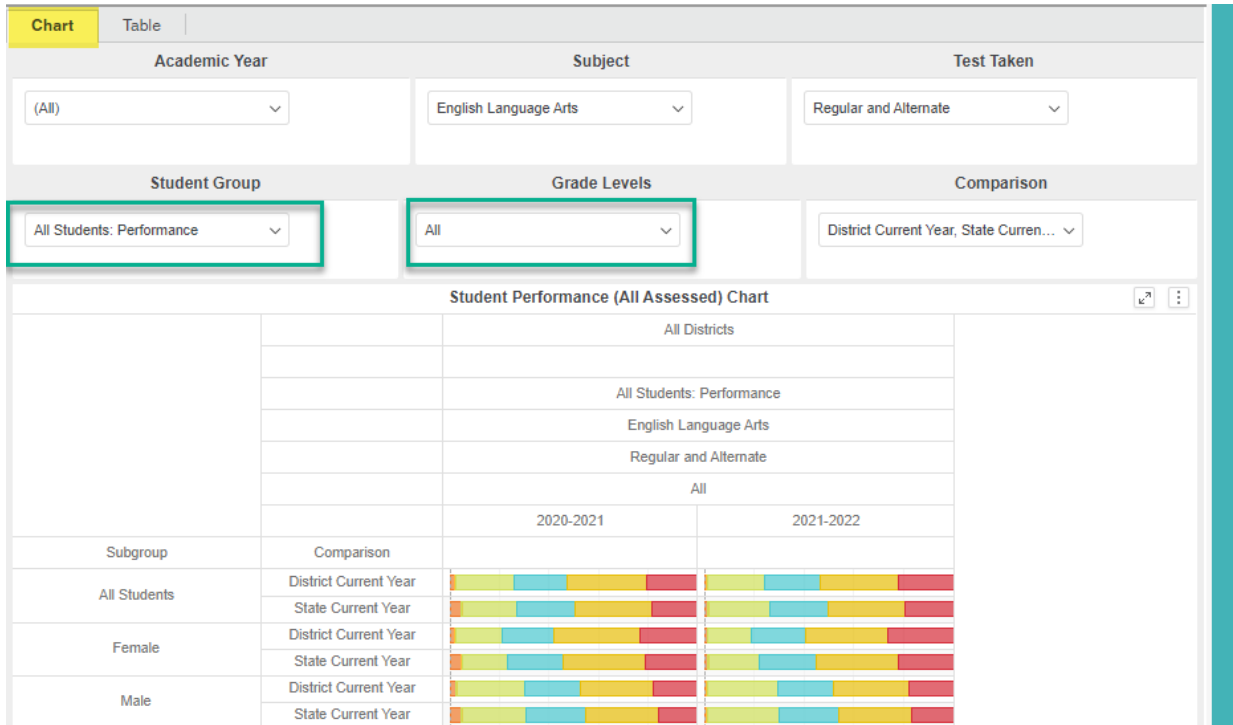 Chart Table
Academic Year Subject Test Taken
(All) English Language Arts Regular and Alternate
Student Group Grade Levels Comparison
All Students: Performance All District Current Year, State Curren...
Student Performance (All Assessed) Chart
All Districts
All Students: Performance
English Language Arts
Regular and Alternate
All
2020-2021 2021-2022
Subgroup Comparison
All Students
District Current Year
State Current Year
Female
District Current Year
State Current Year
Male
District Current Year
State Current Year